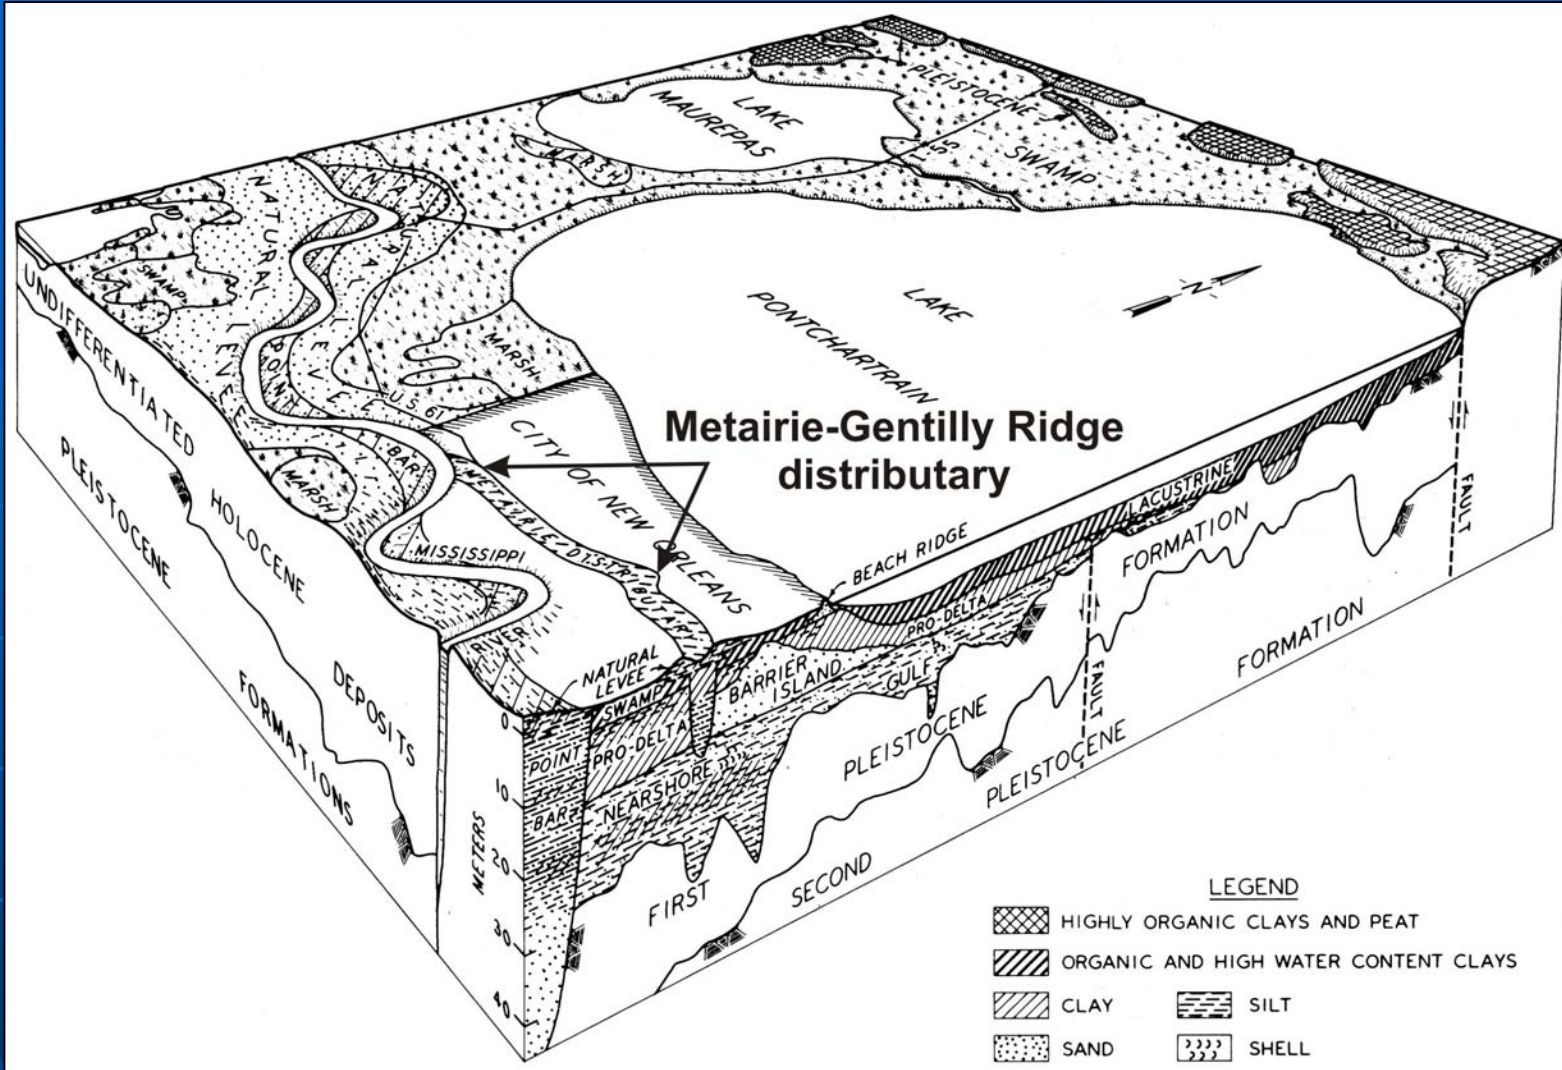 PLEISTOCENE
LAKE
MAUREPAS
MARSH
I-55
SWAMP
NATURAL LEVEE
NATURAL LEVEE
SWAMP
POINT
BAR
MARSH
U S 61
LAKE
PONTCHARTRAIN
N
Metairie-Gentilly Ridge
distributary
CITY OF NEW ORLEANS
METAIRIE DISTRIBUTARY
MARSH
MISSISSIPPI
RIVER
UNDIFFERENTIATED
HOLOCENE
DEPOSITS
PLEISTOCENE
FORMATIONS
BEACH RIDGE
LACUSTRINE
PRO-DELTA
NATURAL
LEVEE
SWAMP
BARRIER
ISLAND
GULF
PRO-DELTA
NEARSHORE
POINT
BAR
FORMATION
FAULT
FAULT
FIRST
PLEISTOCENE
SECOND
PLEISTOCENE
FORMATION
METERS
0
10
20
30
40
LEGEND
HIGHLY ORGANIC CLAYS AND PEAT
ORGANIC AND HIGH WATER CONTENT CLAYS
CLAY
SILT
SAND
SHELL